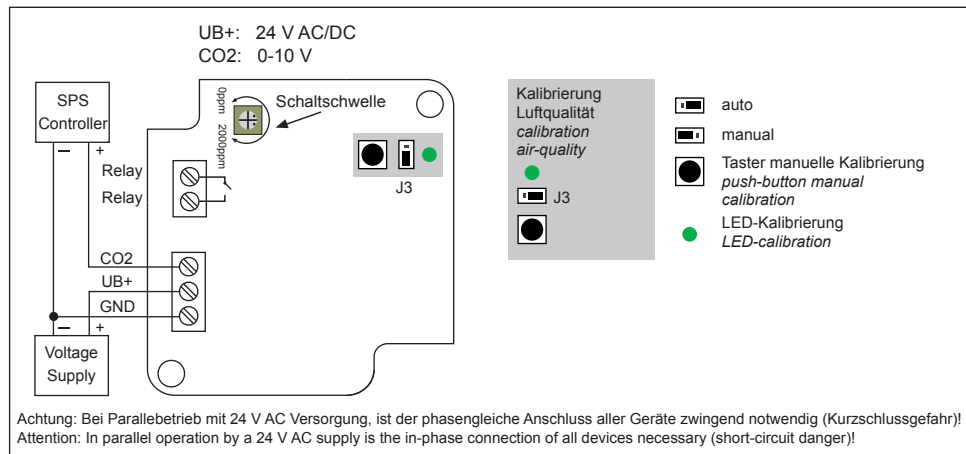 UB+: 24 V AC/DC
CO2: 0-10 V
SPS
Controller
– +
0ppm
2000ppm
Schaltschwelle
J3
Relay
Relay
CO2
UB+
GND
– +
Voltage
Supply
Kalibrierung
Luftqualität
calibration
air-quality
J3
auto
manual
Taster manuelle Kalibrierung
push-button manual
calibration
LED-Kalibrierung
LED-calibration
Achtung: Bei Parallebetrieb mit 24 V AC Versorgung, ist der phasengleiche Anschluss aller Geräte zwingend notwendig (Kurzschlussgefahr)!
Attention: In parallel operation by a 24 V AC supply is the in-phase connection of all devices necessary (short-circuit danger)!